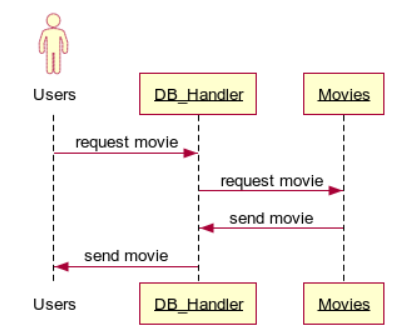 Users
DB_Handler
Movies
request movie
request movie
send movie
send movie
Users
DB_Handler
Movies